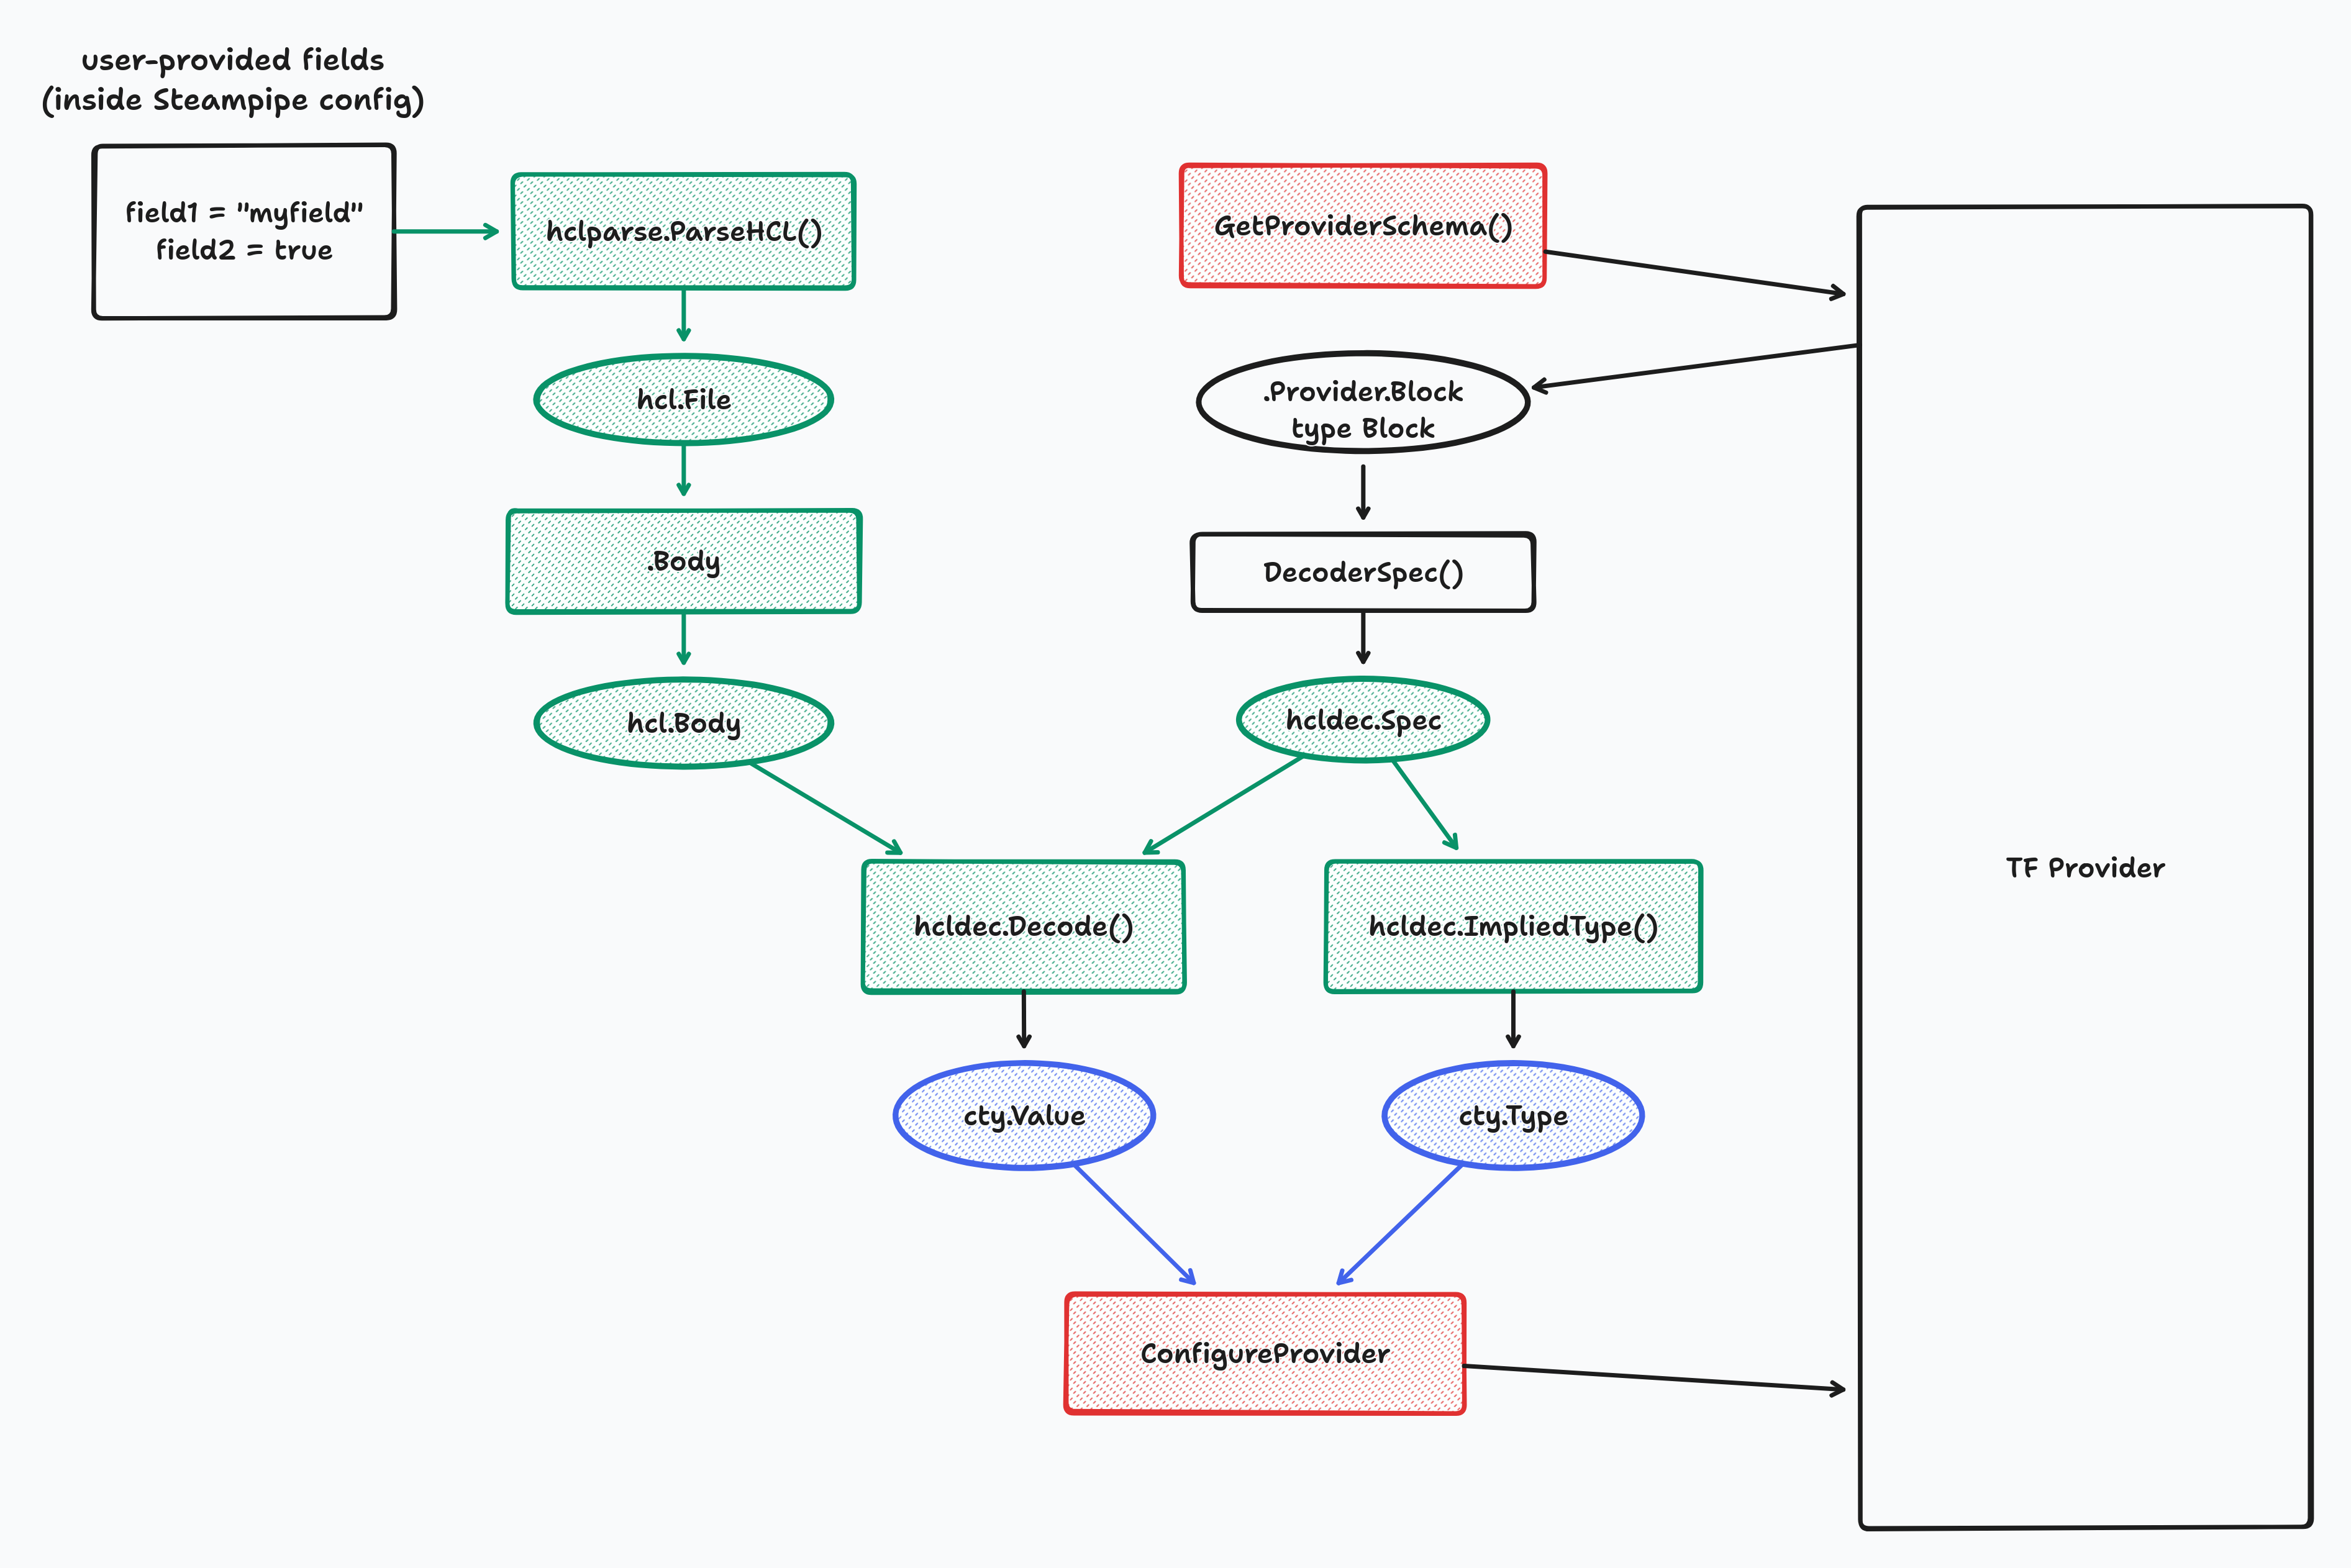 user-provided fields
(inside Steampipe config)
field1 = "myfield"
field2 = true
hclparse.ParseHCL()
GetProviderSchema()
hcl.File
.Provider.Block
type Block
.Body
DecoderSpec()
hcl.Body
hcldec.Spec
TF Provider
hcldec.Decode()
hcldec.ImpliedType()
cty.Value
cty.Type
ConfigureProvider